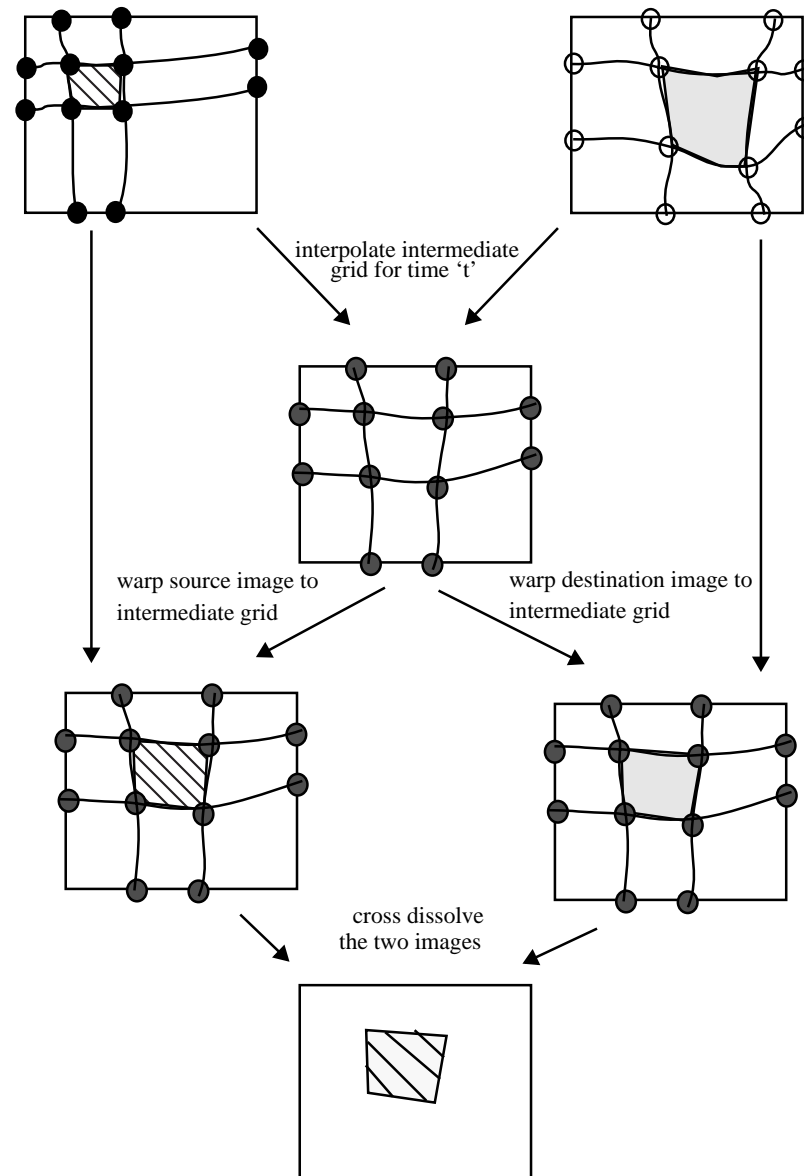 interpolate intermediate
grid for time ‘t’
warp source image to
intermediate grid
warp destination image to
intermediate grid
cross dissolve
the two images